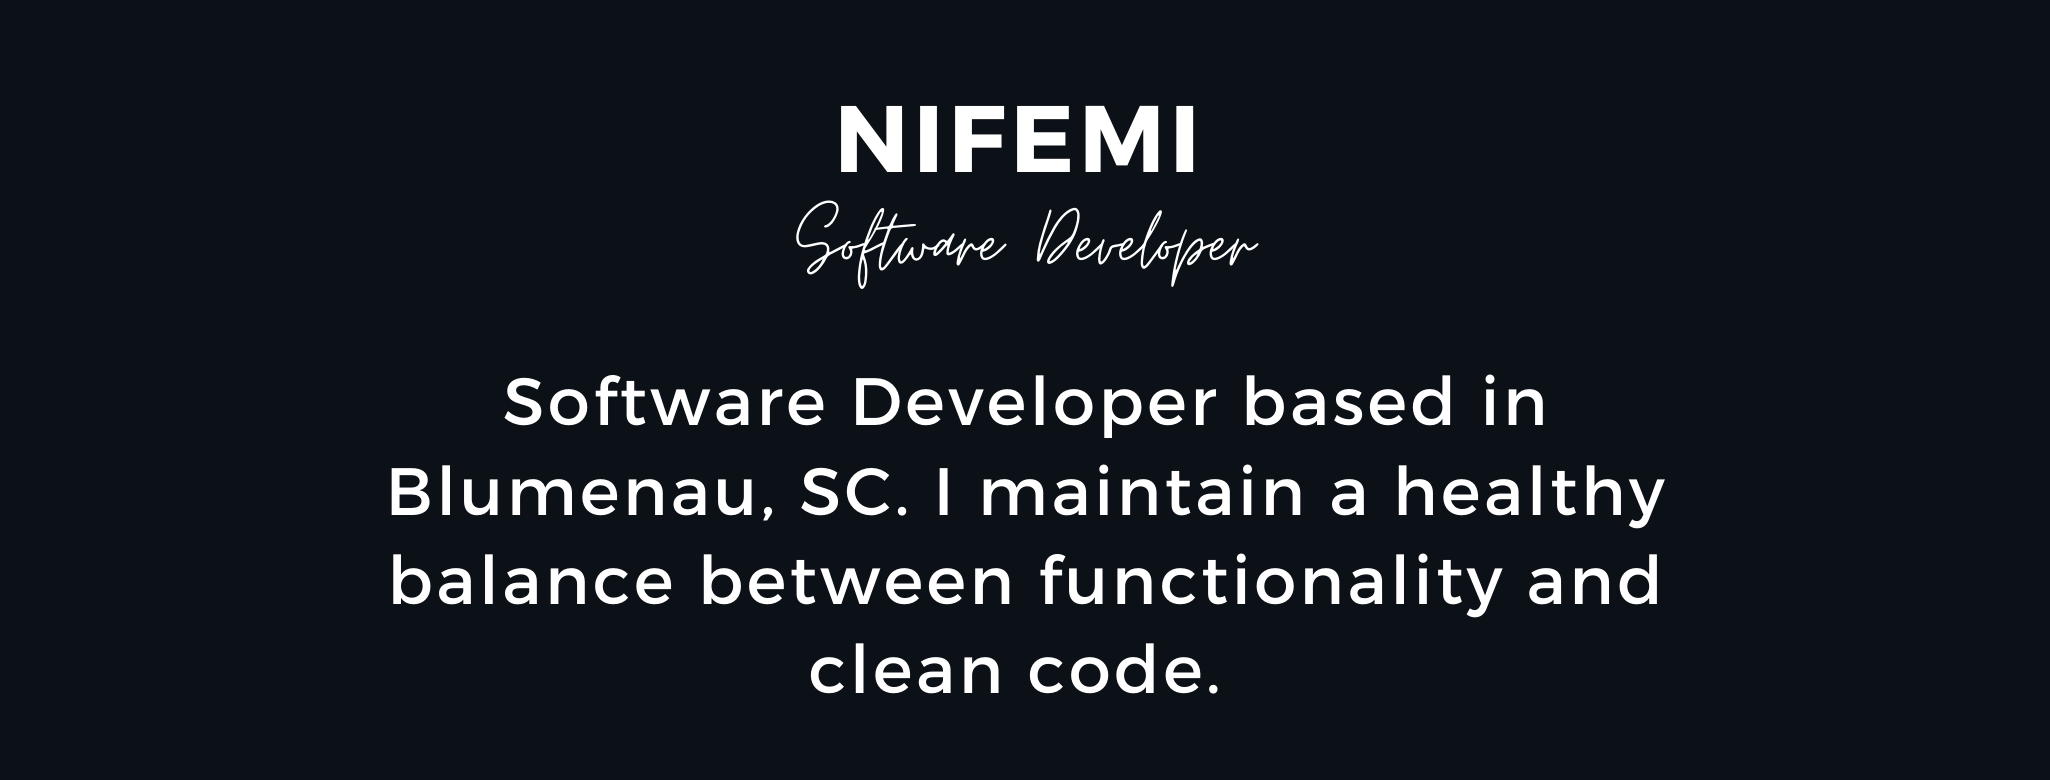 NIFEMI
Software Developer
Software Developer based in
Blumenau, SC. I maintain a healthy
balance between functionality and
clean code.